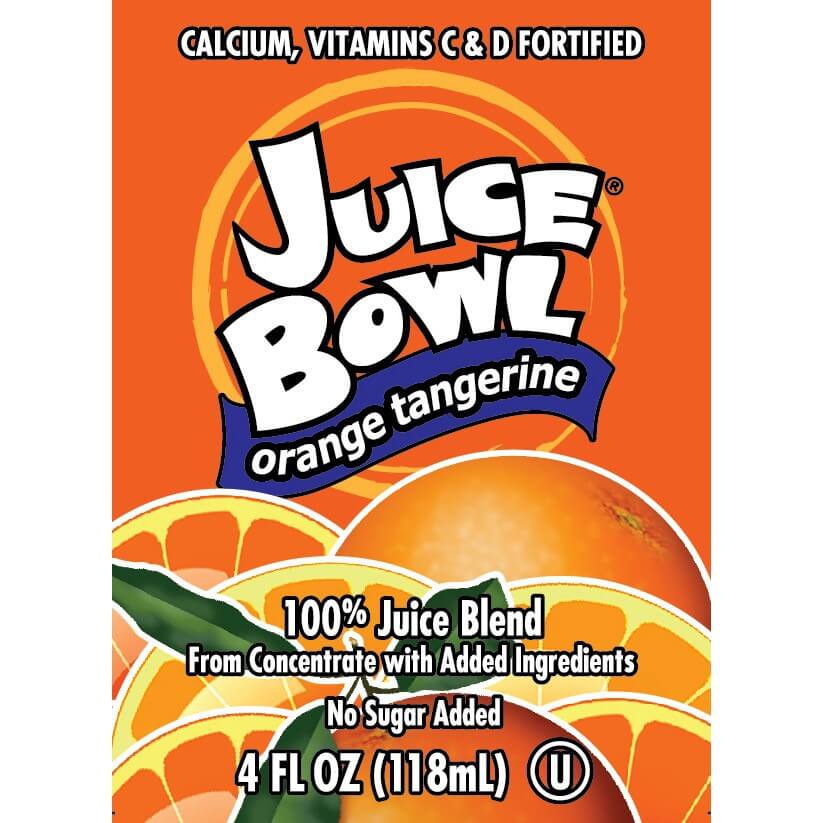 CALCIUM, VITAMINS C & D FORTIFIED
JUICE®
BOWL
orange tangerine
100% Juice Blend
From Concentrate with Added Ingredients
No Sugar Added
4 FL OZ (118mL) U